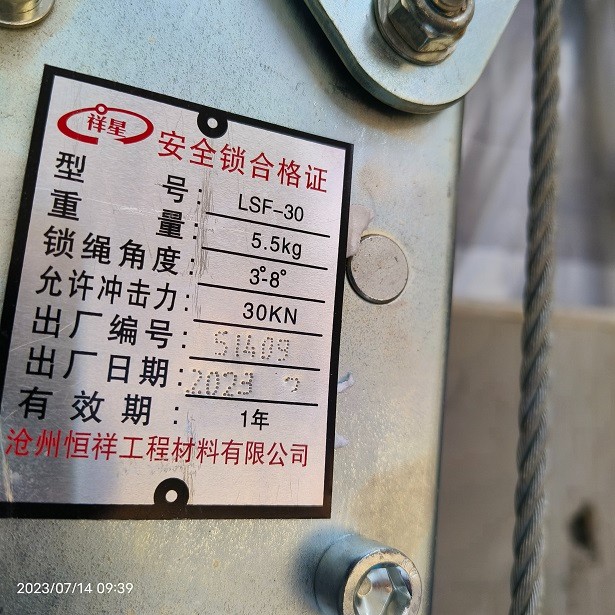 祥星
安全锁合格证
型号: LSF-30
重量: 5.5kg
锁绳角度: 3°-8°
允许冲击力: 30KN
出厂编号: S1409
出厂日期: 2023
有效期: 1年
沧州恒祥工程材料有限公司
2023/07/14 09:39